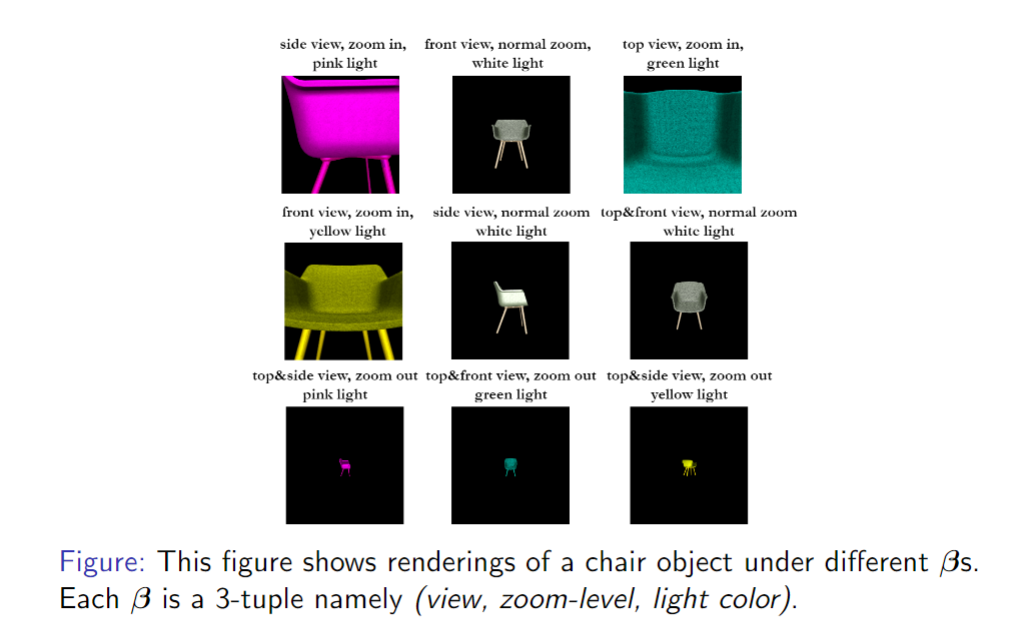 side view, zoom in,
pink light
front view, normal zoom,
white light
top view, zoom in,
green light
front view, zoom in,
yellow light
side view, normal zoom
white light
top&front view, normal zoom
white light
top&side view, zoom out
pink light
top&front view, zoom out
green light
top&side view, zoom out
yellow light
Figure: This figure shows renderings of a chair object under different βs.
Each β is a 3-tuple namely (view, zoom-level, light color).